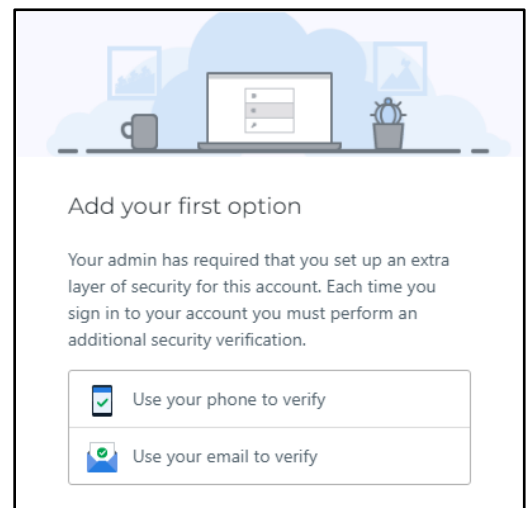 Add your first option
Your admin has required that you set up an extra
layer of security for this account. Each time you
sign in to your account you must perform an
additional security verification.
Use your phone to verify
Use your email to verify